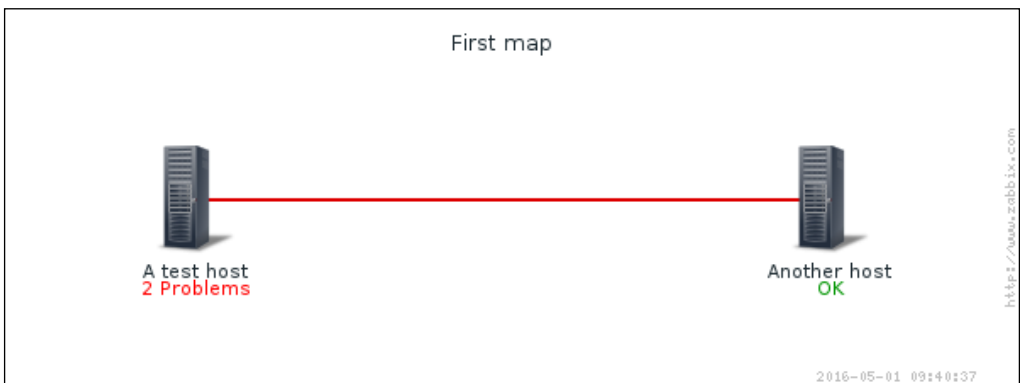 First map
A test host
2 Problems
Another host
OK
http://www.zabbix.com
2016-05-01 09:40:37